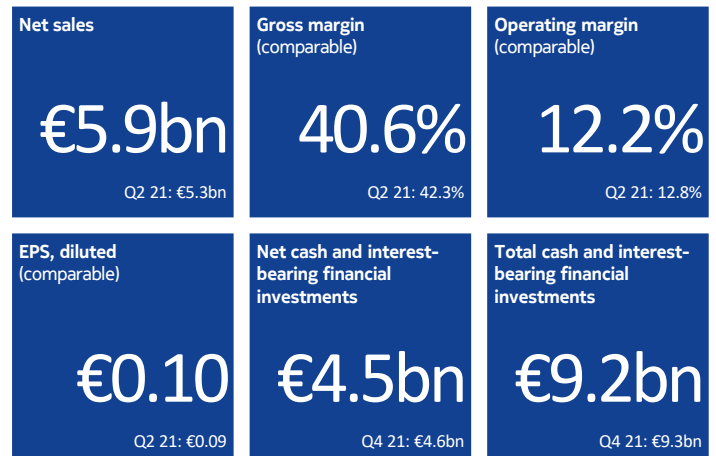 Net sales
€5.9bn
Q2 21: €5.3bn
Gross margin
(comparable)
40.6%
Q2 21: 42.3%
Operating margin
(comparable)
12.2%
Q2 21: 12.8%
EPS, diluted
(comparable)
€0.10
Q2 21: €0.09
Net cash and interest-
bearing financial
investments
€4.5bn
Q4 21: €4.6bn
Total cash and interest-
bearing financial
investments
€9.2bn
Q4 21: €9.3bn